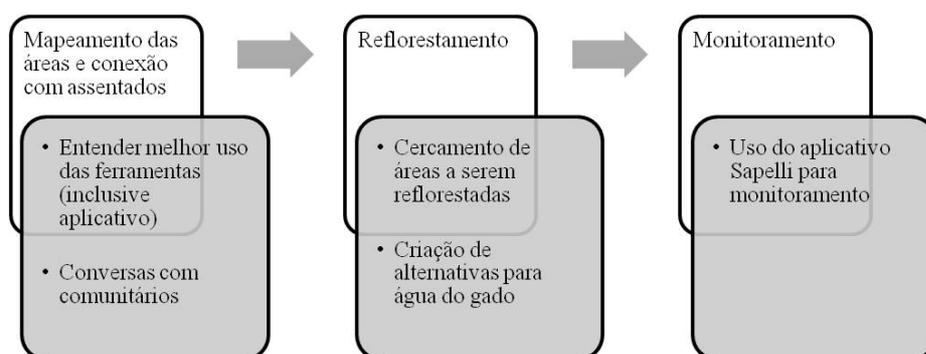 Mapeamento das
áreas e conexão
com assentados
• Entender melhor uso
das ferramentas
(inclusive
aplicativo)
• Conversas com
comunitários
Reflorestamento
• Cercamento de
áreas a serem
reflorestadas
• Criação de
alternativas para
água do gado
Monitoramento
• Uso do aplicativo
Sapelli para
monitoramento